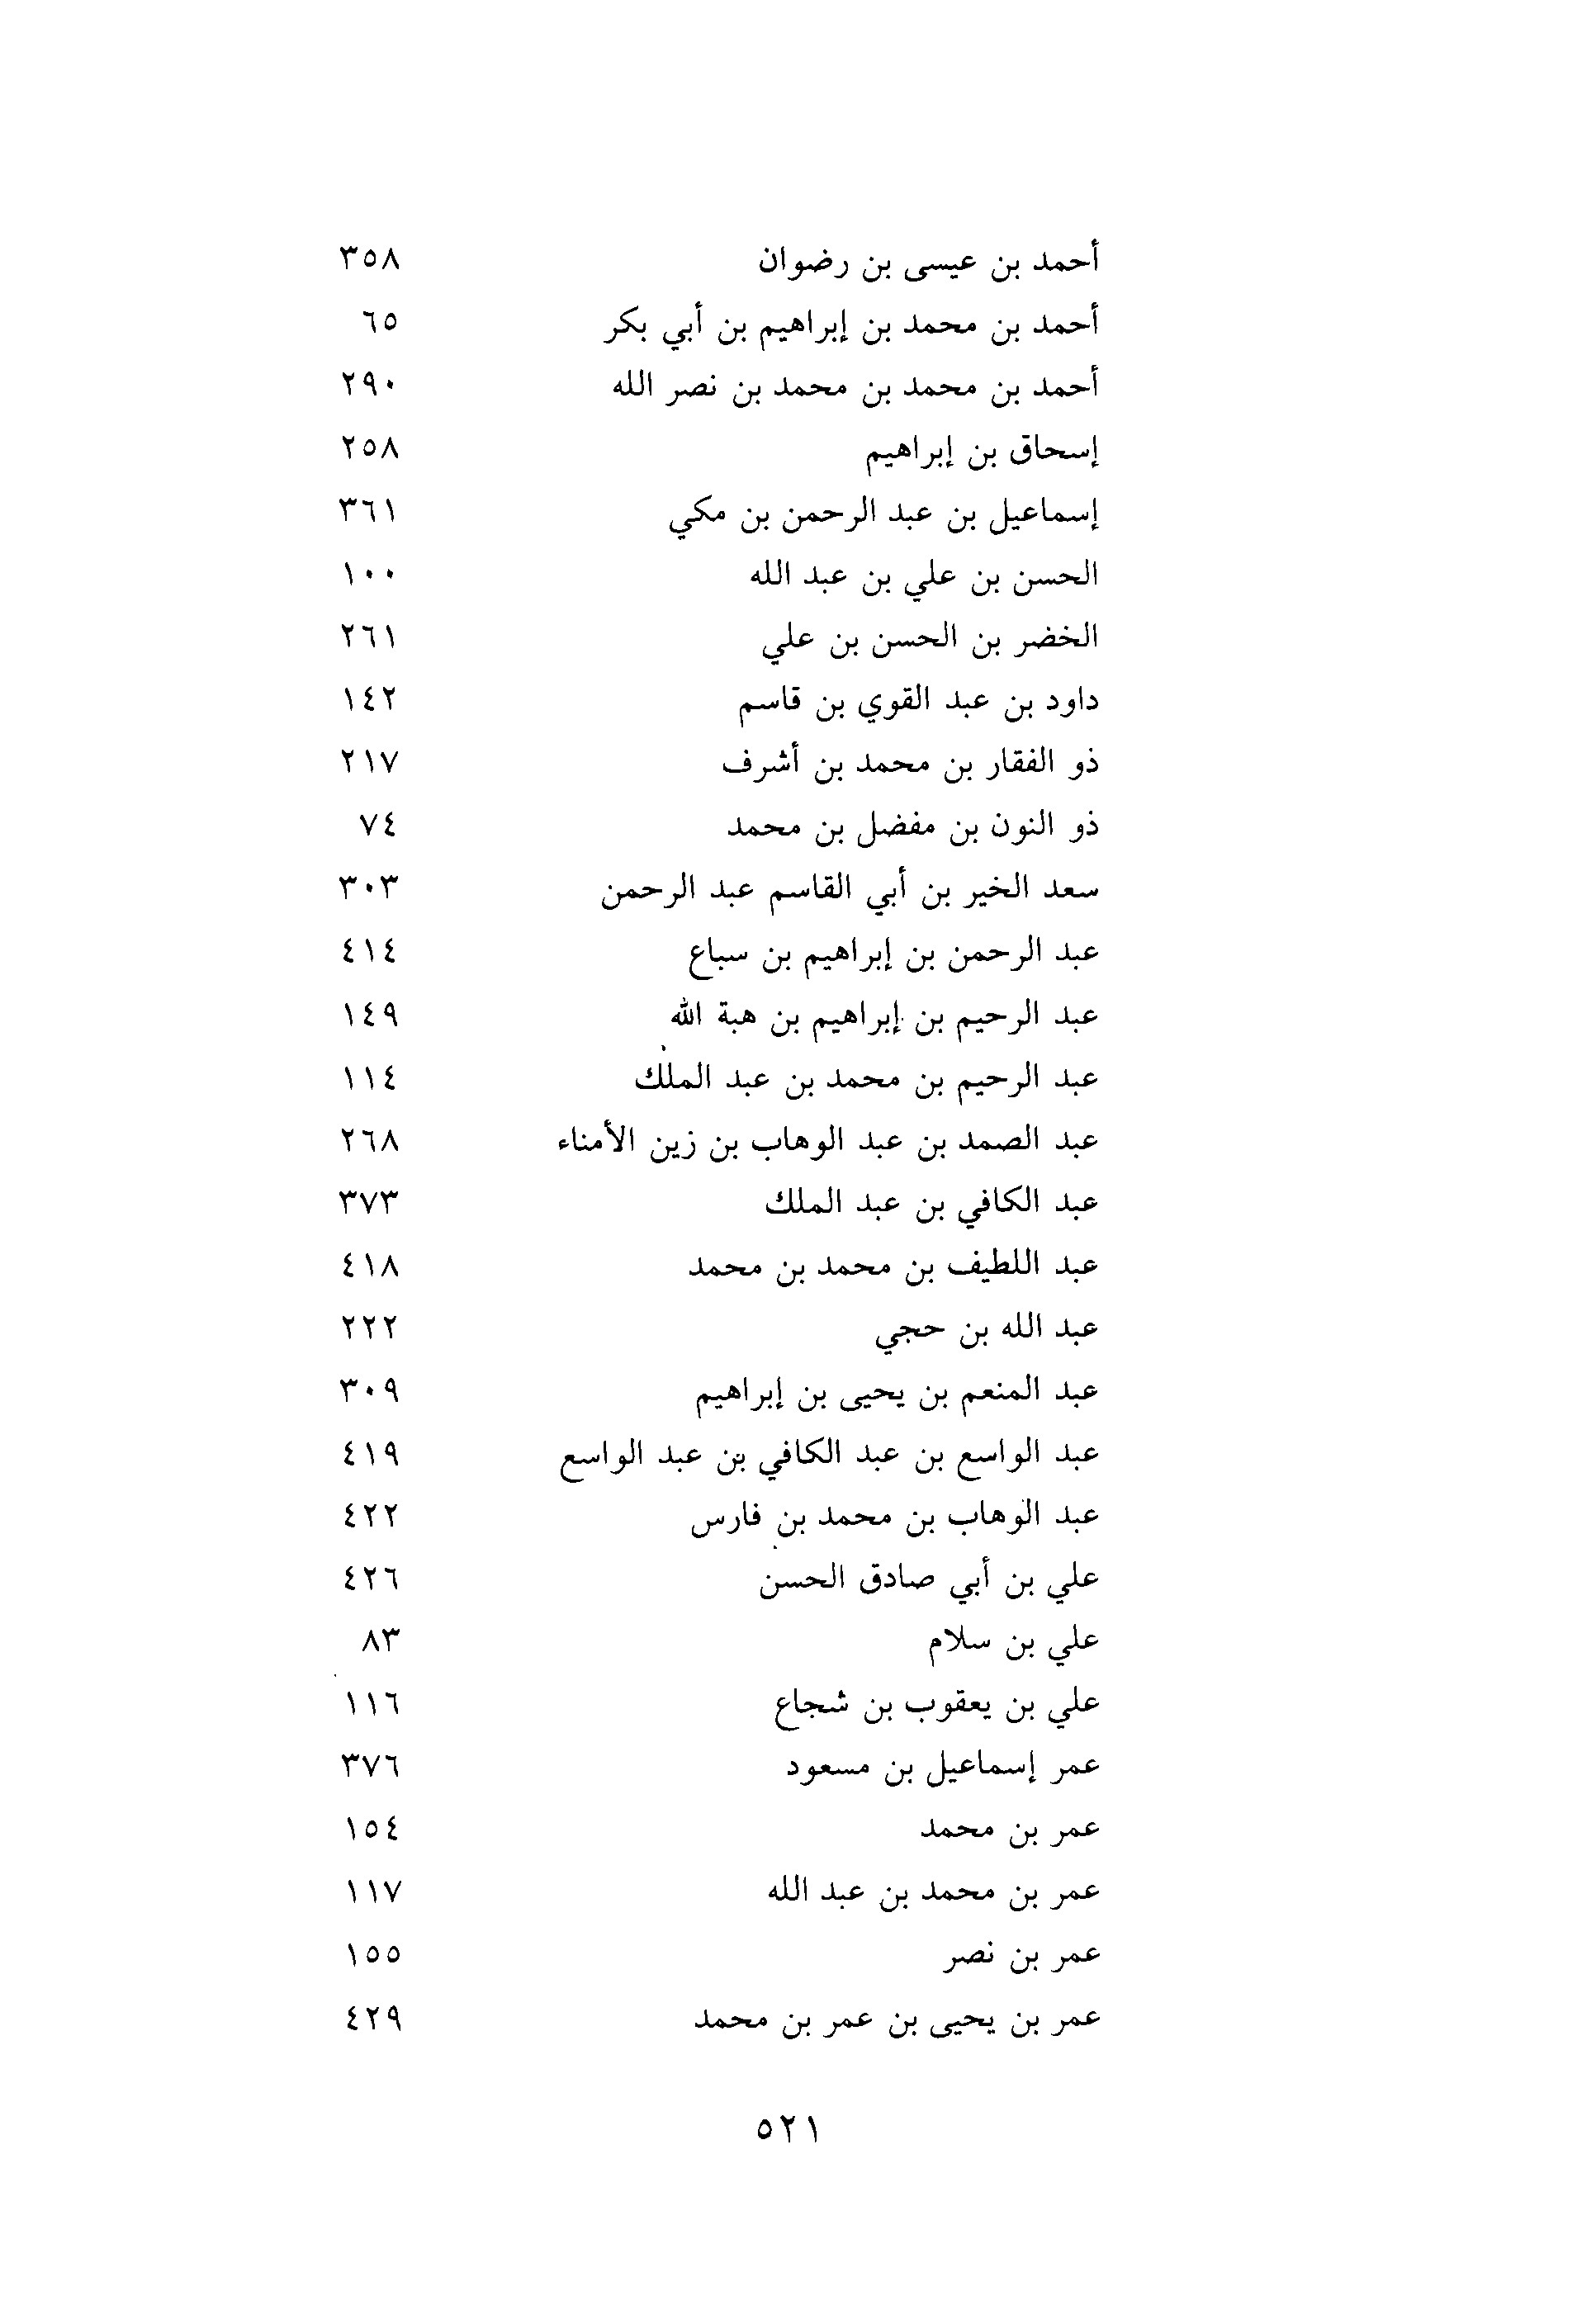 أحمد بن عيسى بن رضوان ٣٥٨
أحمد بن محمد بن إبراهيم بن أبي بكر ٦٥
أحمد بن محمد بن محمد بن نصر الله ٢٩٠
إسحاق بن إبراهيم ٢٥٨
إسماعيل بن عبد الرحمن بن مكي ٣٦١
الحسن بن علي بن عبد الله ١٠٠
الخضر بن الحسن بن علي ٢٦١
داود بن عبد القوي بن قاسم ١٤٢
ذو الفقار بن محمد بن أشرف ٢١٧
ذو النون بن مفضل بن محمد ٧٤
سعد الخير بن أبي القاسم عبد الرحمن ٣٠٣
عبد الرحمن بن إبراهيم بن سباع ٤١٤
عبد الرحيم بن إبراهيم بن هبة الله ١٤٩
عبد الرحيم بن محمد بن عبد الملك ١١٤
عبد الصمد بن عبد الوهاب بن زين الأمناء ٢٦٨
عبد الكافي بن عبد الملك ٣٧٣
عبد اللطيف بن محمد بن محمد ٤١٨
عبد الله بن حجي ٢٢٢
عبد المنعم بن يحيى بن إبراهيم ٣٠٩
عبد الواسع بن عبد الكافي بن عبد الواسع ٤١٩
عبد الوهاب بن محمد بن فارس ٤٢٢
علي بن أبي صادق الحسن ٤٢٦
علي بن سلام ٨٣
علي بن يعقوب بن شجاع ١١٦
عمر إسماعيل بن مسعود ٣٧٦
عمر بن محمد ١٥٤
عمر بن محمد بن عبد الله ١١٧
عمر بن نصر ١٥٥
عمر بن يحيى بن عمر بن محمد ٤٢٩
٥٢١